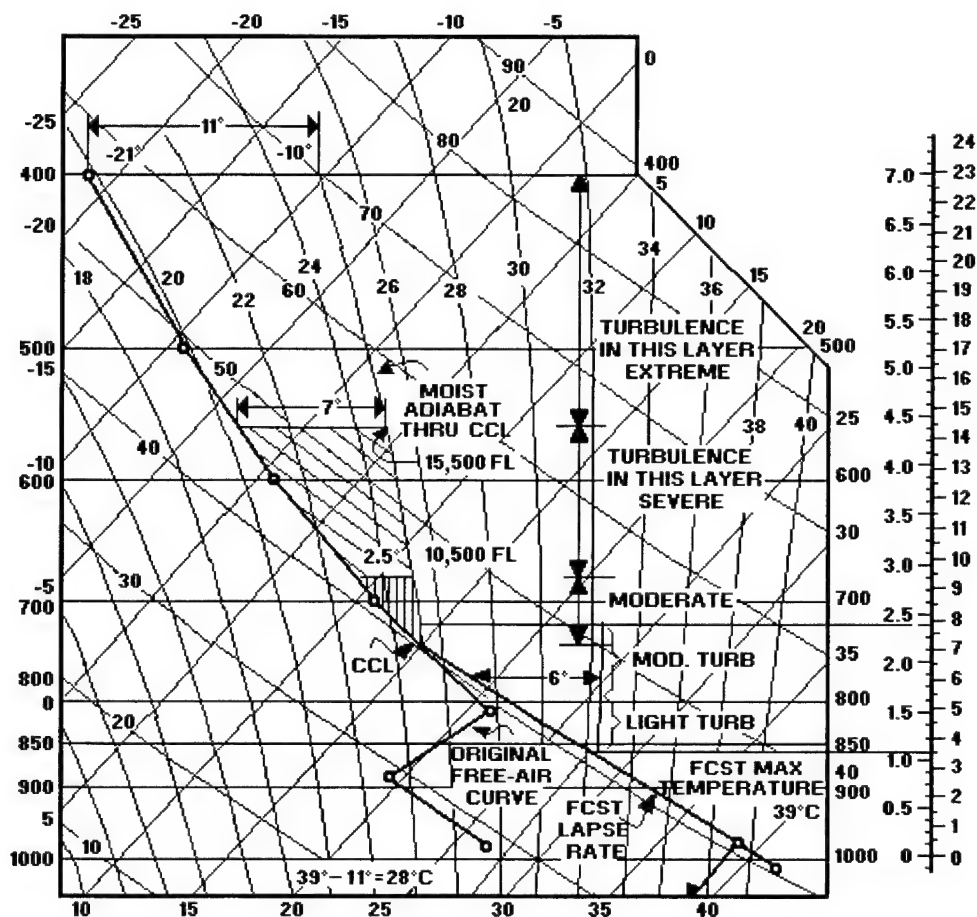 -25 -20 -15 -10 -8 -5 -2
90 0
20
-25 11° 80 24
-21° -10°
400 400 7.0 23
5
-20 70 10 6.5 22
34 21
18 20 24 26 28 30 32 36 15 6.0 20
22 60 19
TURBULENCE
IN THIS LAYER
EXTREME
20 5.5 18
500 500 5.0 17
-15 50
MOIST
ADIABAT
THRU CCL
16
7° 38 40 25 4.5 15
40 15,500 FL
TURBULENCE
IN THIS LAYER
SEVERE
14
-10 4.0 13
600 600
12
30 3.5 11
2.5° 10,500 FL
3.0 10
30
-5 9
700 MODERATE 700 2.5 8
CCL 35 7
MOD. TURB 2.0
800 6° 6
0 800 5
20 LIGHT TURB 1.5
850 850 4
ORIGINAL
FREE-AIR
CURVE
FCST MAX
TEMPERATURE
39°C
40 1.0 3
900 900 2
FCST
LAPSE
RATE
5 0.5
1
10
1000 1000 0 0
39°–11°=28°C
10 15 20 25 30 35 40